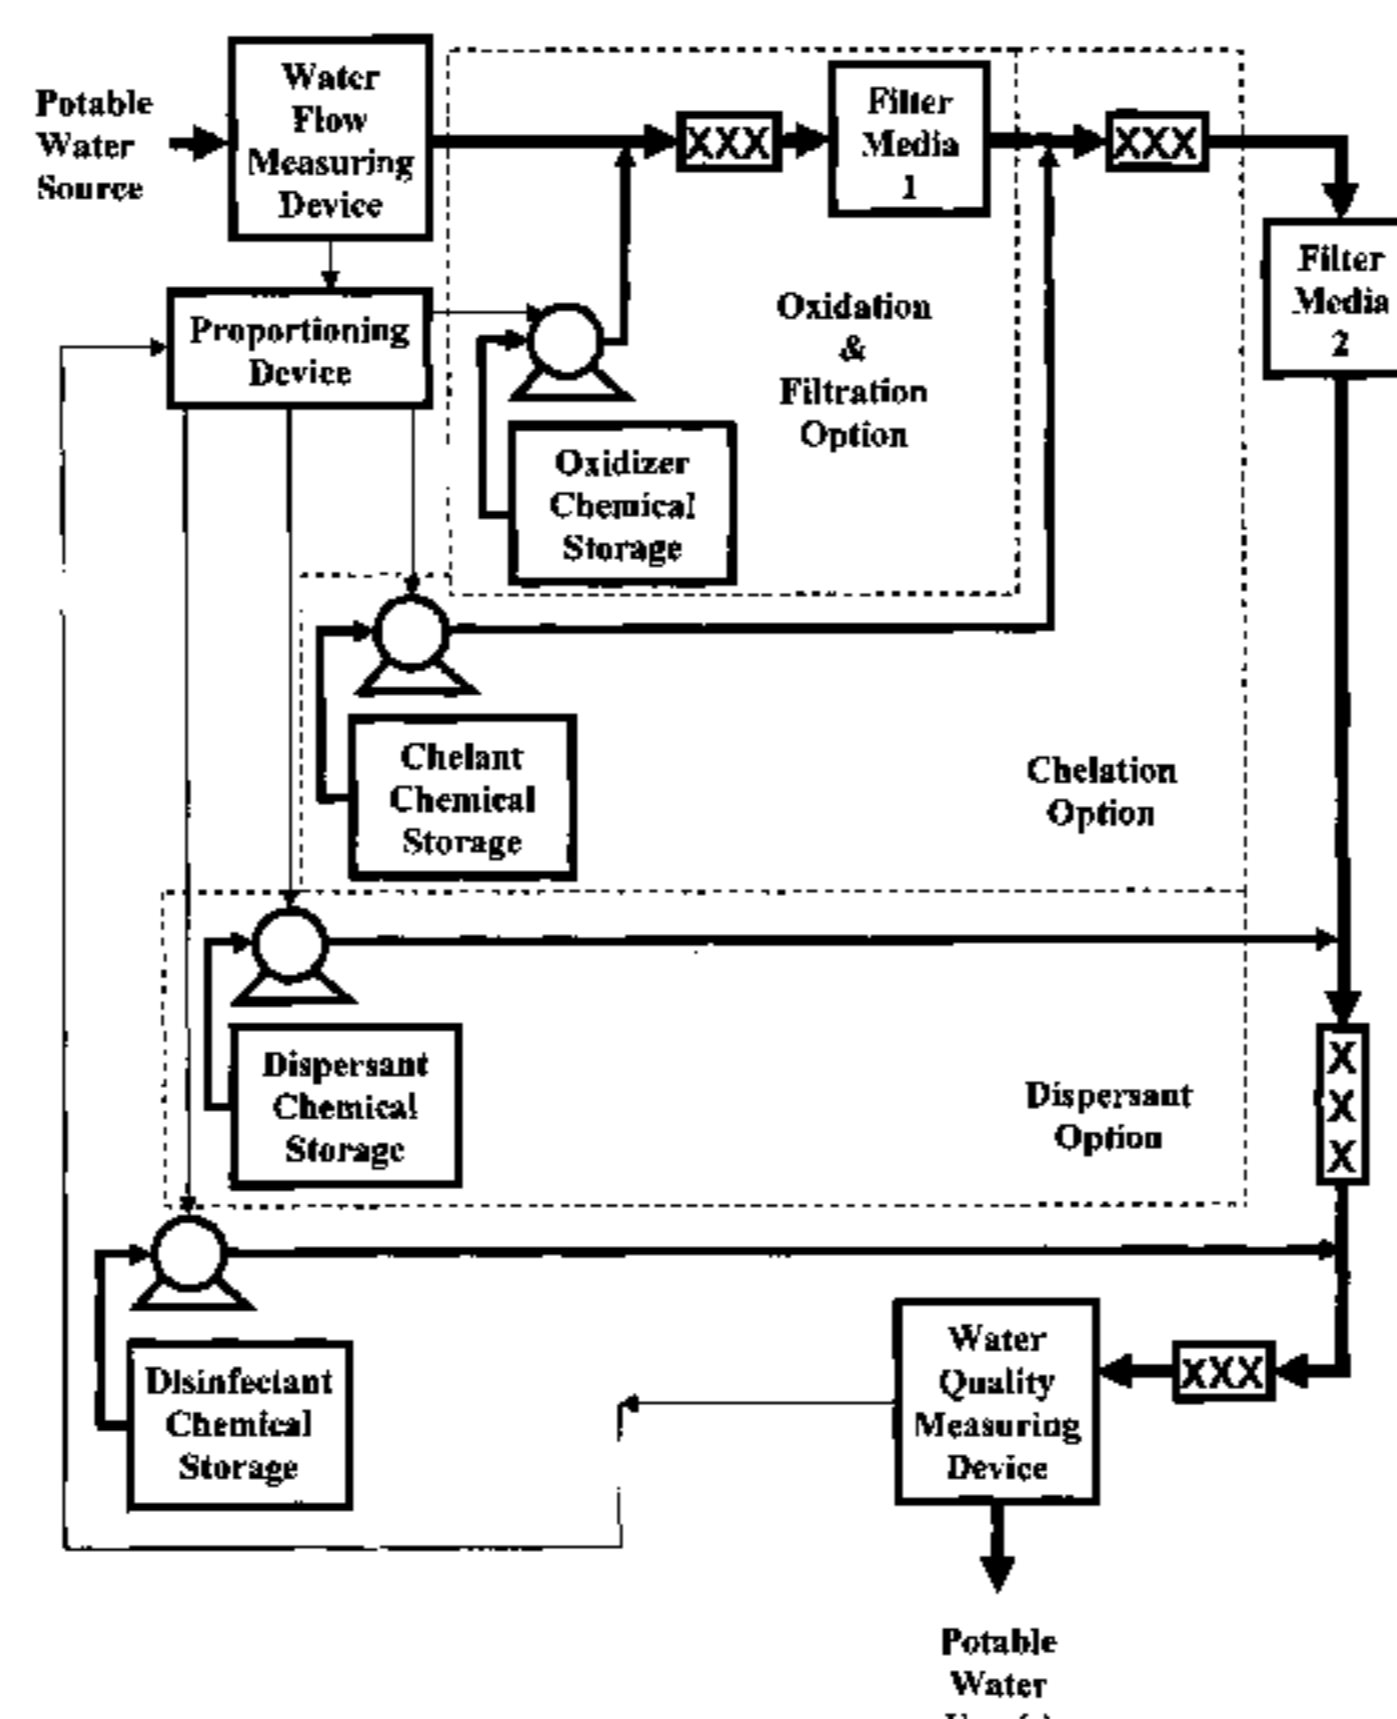 Potable
Water
Source
Water
Flow
Measuring
Device
XXX
Filter
Media
1
XXX
Filter
Media
2
Proportioning
Device
Oxidation
&
Filtration
Option
Oxidizer
Chemical
Storage
Chelant
Chemical
Storage
Chelation
Option
Dispersant
Chemical
Storage
Dispersant
Option
X
X
X
Disinfectant
Chemical
Storage
Water
Quality
Measuring
Device
XXX
Potable
Water